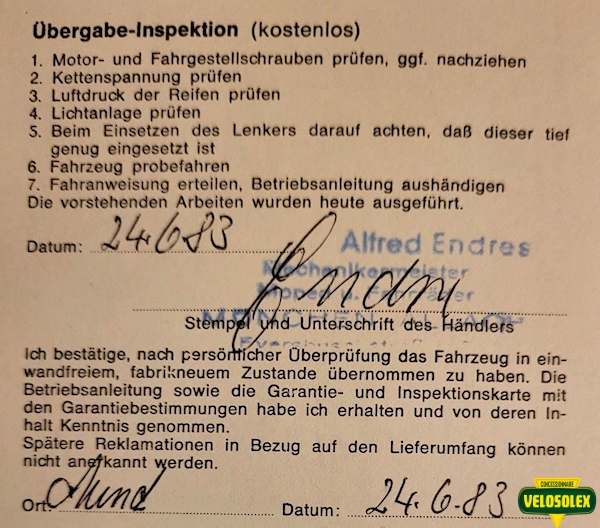 Übergabe-Inspektion (kostenlos)
1. Motor- und Fahrgestellschrauben prüfen, ggf. nachziehen
2. Kettenspannung prüfen
3. Luftdruck der Reifen prüfen
4. Lichtanlage prüfen
5. Beim Einsetzen des Lenkers darauf achten, daß dieser tief
genug eingesetzt ist
6. Fahrzeug probefahren
7. Fahranweisung erteilen, Betriebsanleitung aushändigen
Die vorstehenden Arbeiten wurden heute ausgeführt.
Datum: 24.6.83
Alfred Endres
Mechanikermeister
Stempel und Unterschrift des Händlers
Ich bestätige, nach persönlicher Überprüfung das Fahrzeug in ein-
wandfreiem, fabrikneuem Zustande übernommen zu haben. Die
Betriebsanleitung sowie die Garantie- und Inspektionskarte mit
den Garantiebestimmungen habe ich erhalten und von deren In-
halt Kenntnis genommen.
Spätere Reklamationen in Bezug auf den Lieferumfang können
nicht anerkannt werden.
Ort: Datum: 24.6.83
CONCESSIONNAIRE
VELOSOLEX